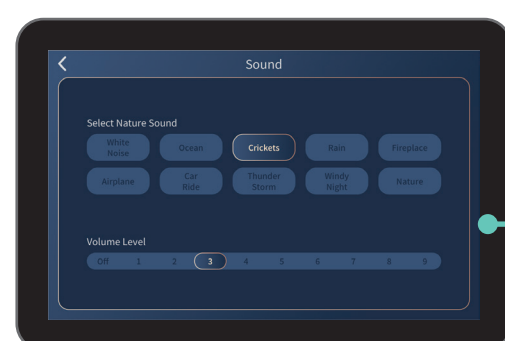 Sound
Select Nature Sound
White
Noise
Ocean
Crickets
Rain
Fireplace
Airplane
Car
Ride
Thunder
Storm
Windy
Night
Nature
Volume Level
Off 1 2 3 4 5 6 7 8 9